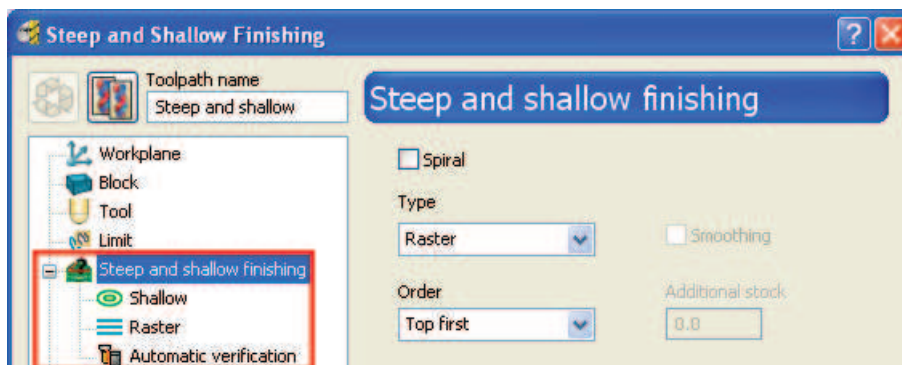 Steep and Shallow Finishing
?
Toolpath name
Steep and shallow
Steep and shallow finishing
Workplane
Block
Tool
Limit
Steep and shallow finishing
Shallow
Raster
Automatic verification
Spiral
Type
Raster
Smoothing
Order
Additional stock
Top first
0.0